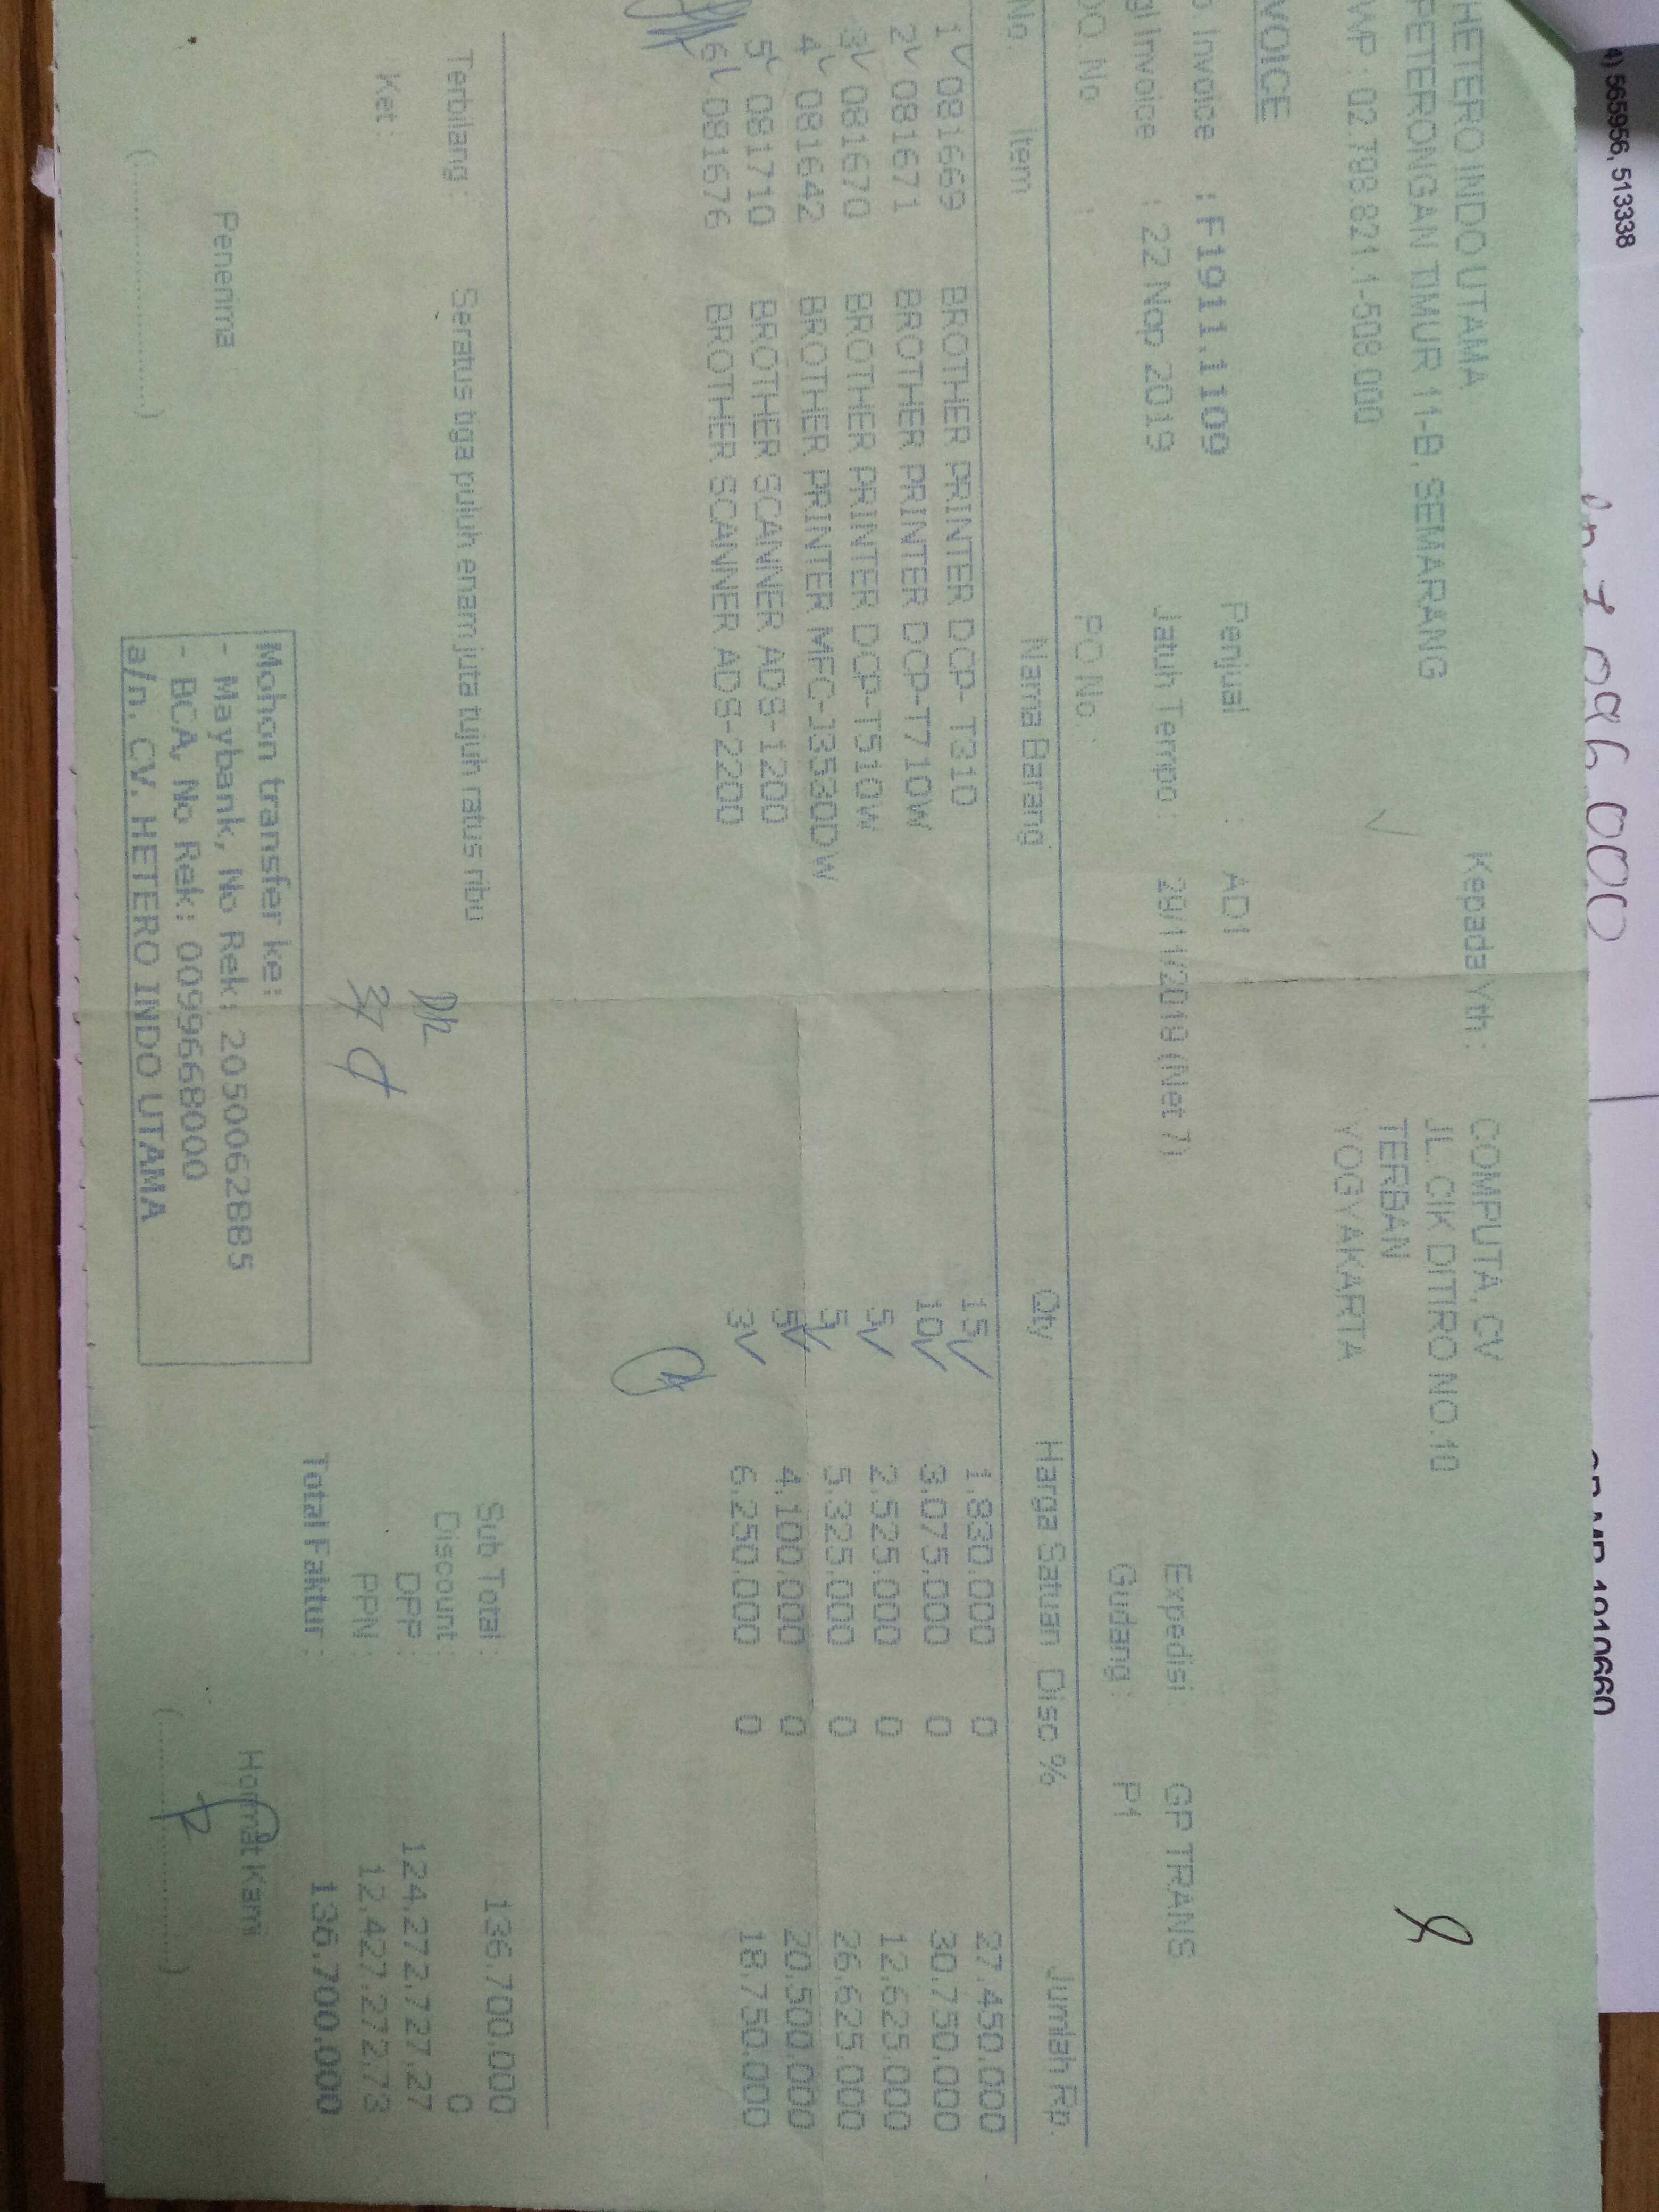 HETERO INDO UTAMA Kepada Yth : COMPUTA, CV
PETERONGAN TIMUR 11-B, SEMARANG JL. CIK DITIRO NO.10
TERBAN
WP : 02.798.821.1-508.000 YOGYAKARTA
VOICE
o. Invoice : F1911.1109 Penjual : AD1 Expedisi GP TRANS
gl Invoice : 22 Nop 2019 Jatuh Tempo : 29/11/2019 (Net 7) Gudang : P1
DO. No : PO No :
No. Item Nama Barang Qty Harga Satuan Disc % Jumlah Rp.
1 081669 BROTHER PRINTER DCP- T310 15 1.830.000 0 27.450.000
2 081671 BROTHER PRINTER DCP-T710W 10 3.075.000 0 30.750.000
3 081670 BROTHER PRINTER DCP-T510W 5 2.525.000 0 12.625.000
4 081642 BROTHER PRINTER MFC-J3530DW 5 5.325.000 0 26.625.000
5 081710 BROTHER SCANNER ADS-1200 5 4.100.000 0 20.500.000
6 081676 BROTHER SCANNER ADS-2200 3 6.250.000 0 18.750.000
Terbilang : Seratus tiga puluh enam juta tujuh ratus ribu Sub Total : 136.700.000
Discount : 0
Ket : DPP : 124.272.727,27
PPN : 12.427.272,73
Total Faktur : 136.700.000
Mohon transfer ke:
- Maybank, No Rek: 2050062885
- BCA, No Rek: 0099668000
a/n. CV. HETERO INDO UTAMA
Penerima Hormat Kami
(....................) (....................)
4) 565956, 513338
096.000